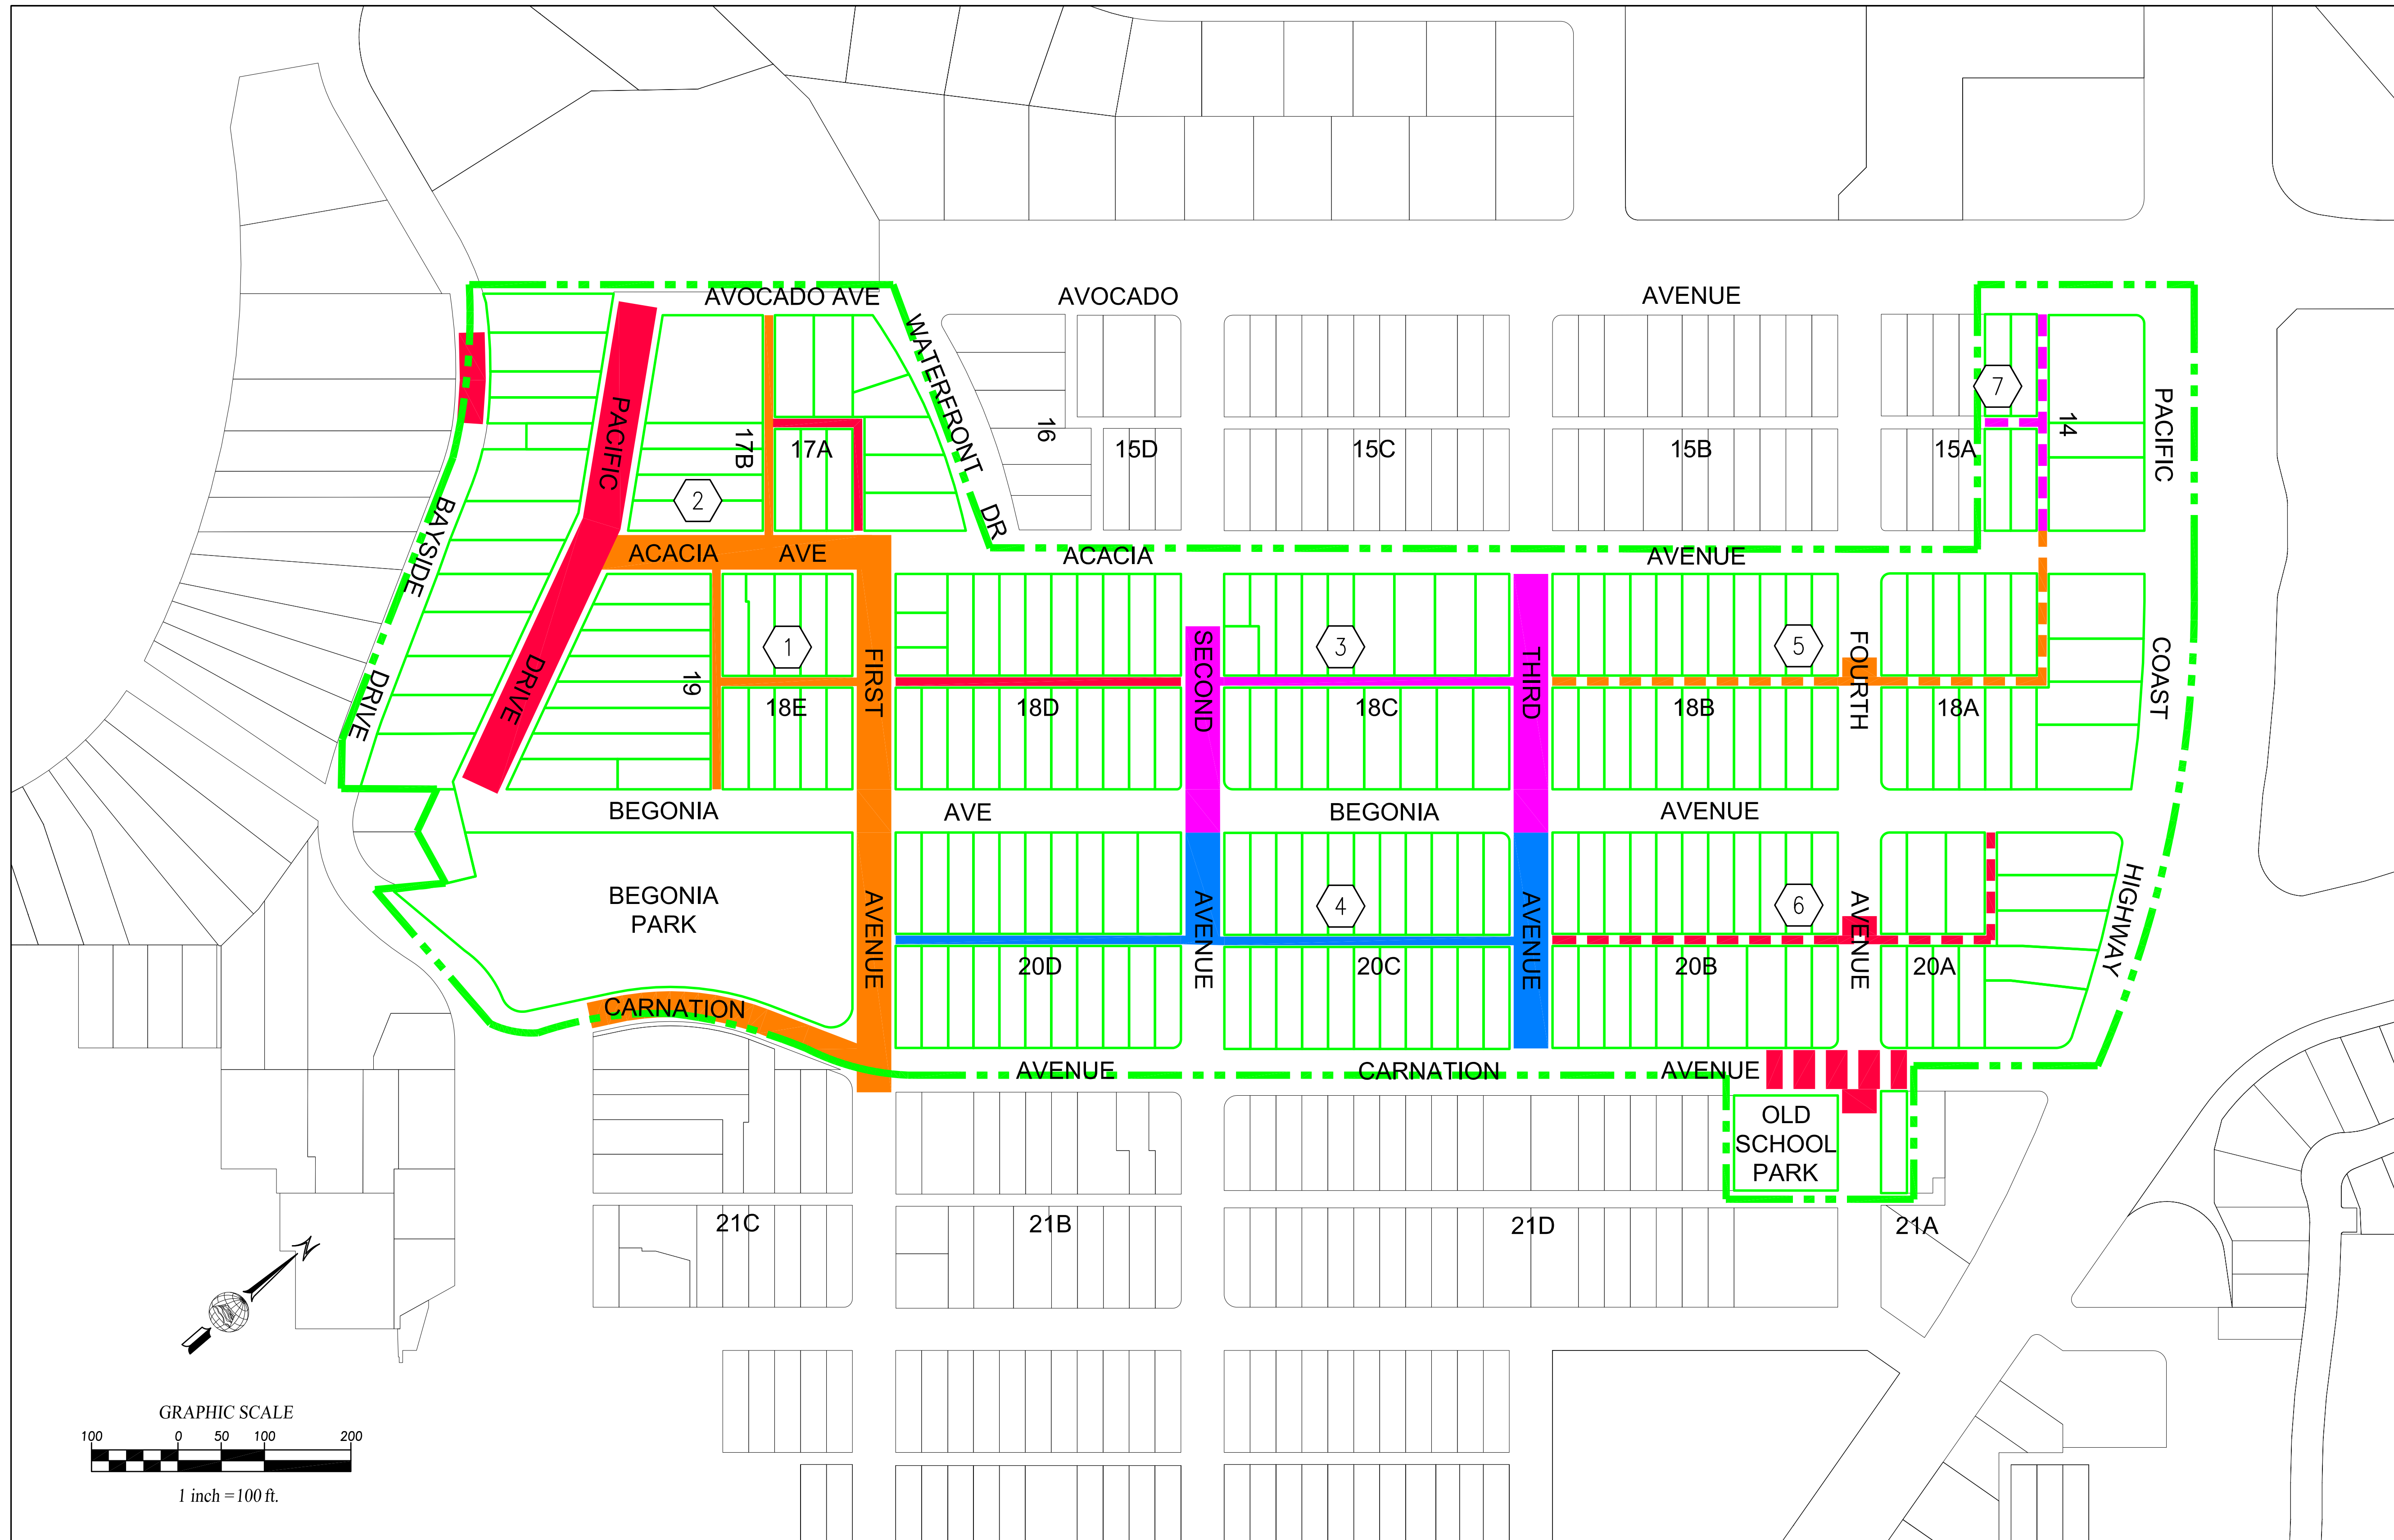 AVOCADO AVE
AVOCADO
AVENUE
WATERFRONT
DR
PACIFIC
DRIVE
BAYSIDE
DRIVE
17B
17A
16
15D
15C
15B
15A
7
14
PACIFIC
COAST
HIGHWAY
2
ACACIA
AVE
ACACIA
AVENUE
1
3
5
FIRST
AVENUE
SECOND
AVENUE
THIRD
AVENUE
FOURTH
AVENUE
19
18E
18D
18C
18B
18A
BEGONIA
AVE
BEGONIA
AVENUE
BEGONIA
PARK
4
6
20D
20C
20B
20A
CARNATION
AVENUE
CARNATION
AVENUE
OLD
SCHOOL
PARK
21C
21B
21D
21A
N
GRAPHIC SCALE
100 0 50 100 200
1 inch = 100 ft.